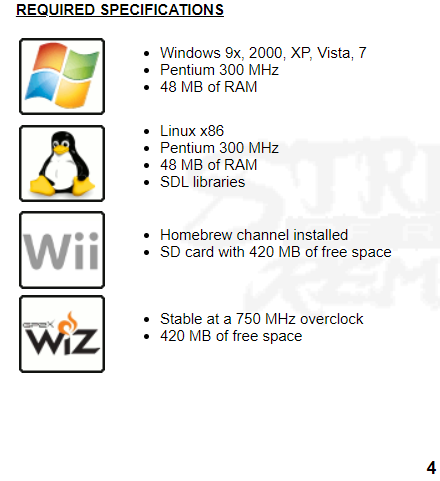 REQUIRED SPECIFICATIONS
Windows 9x, 2000, XP, Vista, 7
Pentium 300 MHz
48 MB of RAM
Linux x86
Pentium 300 MHz
48 MB of RAM
SDL libraries
Wii
Homebrew channel installed
SD card with 420 MB of free space
GP2X
WiZ
Stable at a 750 MHz overclock
420 MB of free space
4